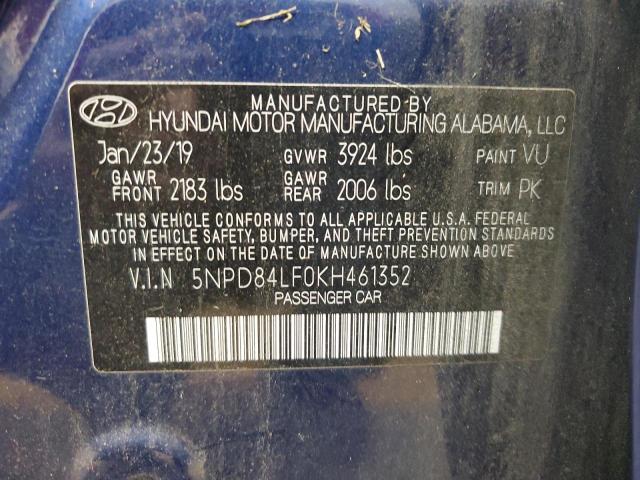 MANUFACTURED BY
HYUNDAI MOTOR MANUFACTURING ALABAMA, LLC
Jan/23/19 GVWR 3924 lbs PAINT VU
GAWR FRONT 2183 lbs GAWR REAR 2006 lbs TRIM PK
THIS VEHICLE CONFORMS TO ALL APPLICABLE U.S.A. FEDERAL
MOTOR VEHICLE SAFETY, BUMPER, AND THEFT PREVENTION STANDARDS
IN EFFECT ON THE DATE OF MANUFACTURE SHOWN ABOVE
V.I.N 5NPD84LF0KH461352
PASSENGER CAR